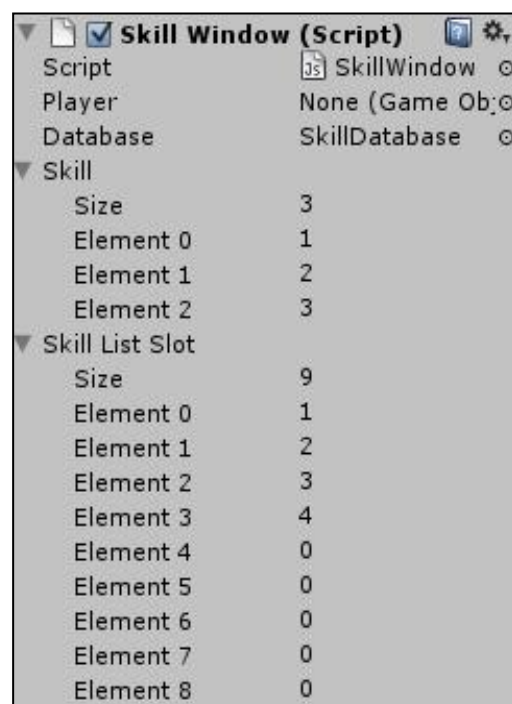 Skill Window (Script)
Script Js SkillWindow
Player None (Game Obj
Database SkillDatabase
Skill
Size 3
Element 0 1
Element 1 2
Element 2 3
Skill List Slot
Size 9
Element 0 1
Element 1 2
Element 2 3
Element 3 4
Element 4 0
Element 5 0
Element 6 0
Element 7 0
Element 8 0